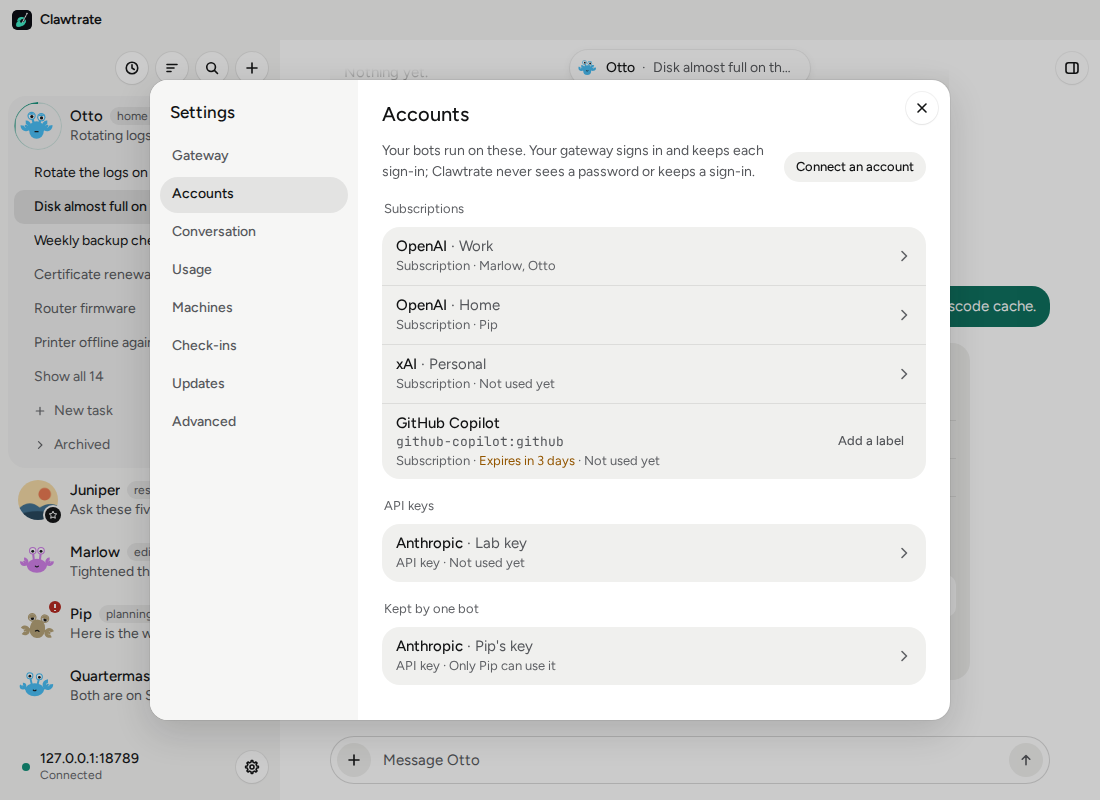 Clawtrate
Nothing yet.
Otto · Disk almost full on th...
Otto home
Rotating logs
Rotate the logs on
Disk almost full on
Weekly backup che
Certificate renewa
Router firmware
Printer offline again
Show all 14
+ New task
Archived
Juniper res
Ask these fiv
Marlow edi
Tightened th
Pip planning
Here is the w
Quartermas
Both are on S
127.0.0.1:18789
Connected
Settings
Gateway
Accounts
Conversation
Usage
Machines
Check-ins
Updates
Advanced
Accounts
Your bots run on these. Your gateway signs in and keeps each
sign-in; Clawtrate never sees a password or keeps a sign-in.
Connect an account
Subscriptions
OpenAI · Work
Subscription · Marlow, Otto
OpenAI · Home
Subscription · Pip
xAI · Personal
Subscription · Not used yet
GitHub Copilot
github-copilot:github
Subscription · Expires in 3 days · Not used yet
Add a label
API keys
Anthropic · Lab key
API key · Not used yet
Kept by one bot
Anthropic · Pip's key
API key · Only Pip can use it
scode cache.
Message Otto